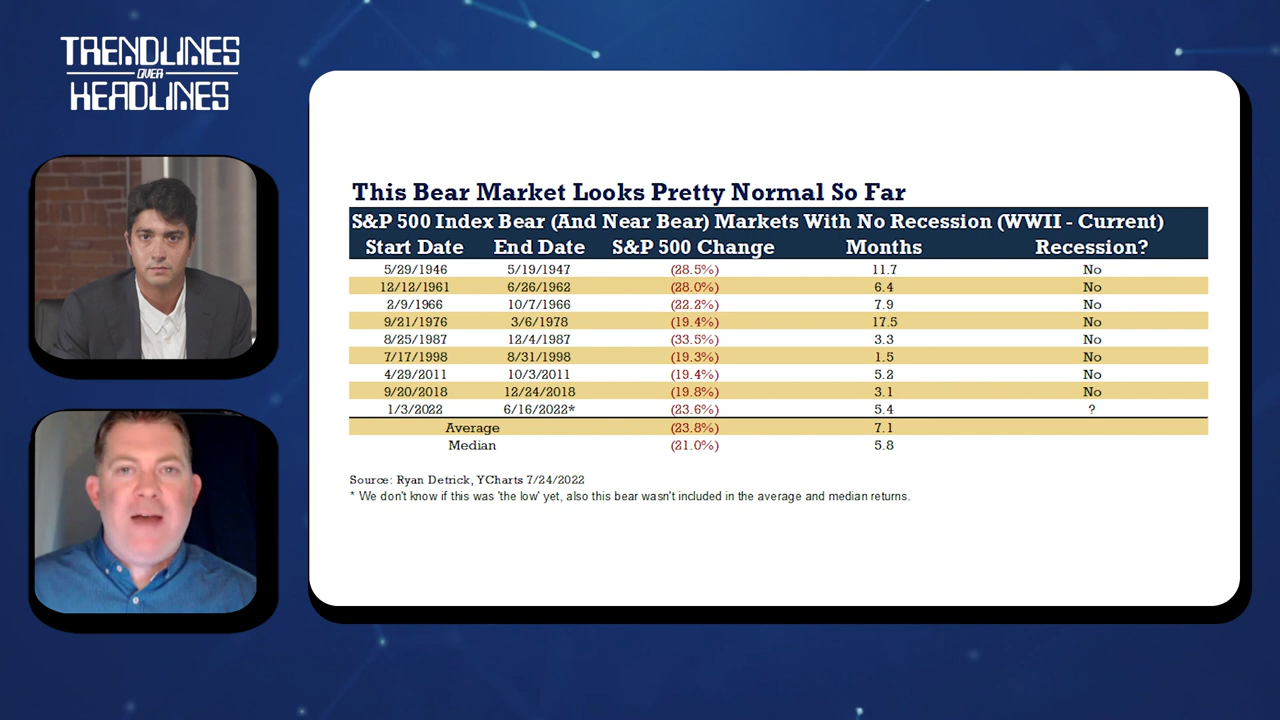 TRENDLINES
OVER
HEADLINES
This Bear Market Looks Pretty Normal So Far
S&P 500 Index Bear (And Near Bear) Markets With No Recession (WWII - Current)
Start Date End Date S&P 500 Change Months Recession?
5/29/1946 5/19/1947 (28.5%) 11.7 No
12/12/1961 6/26/1962 (28.0%) 6.4 No
2/9/1966 10/7/1966 (22.2%) 7.9 No
9/21/1976 3/6/1978 (19.4%) 17.5 No
8/25/1987 12/4/1987 (33.5%) 3.3 No
7/17/1998 8/31/1998 (19.3%) 1.5 No
4/29/2011 10/3/2011 (19.4%) 5.2 No
9/20/2018 12/24/2018 (19.8%) 3.1 No
1/3/2022 6/16/2022* (23.6%) 5.4 ?
Average (23.8%) 7.1
Median (21.0%) 5.8
Source: Ryan Detrick, YCharts 7/24/2022
* We don't know if this was 'the low' yet, also this bear wasn't included in the average and median returns.